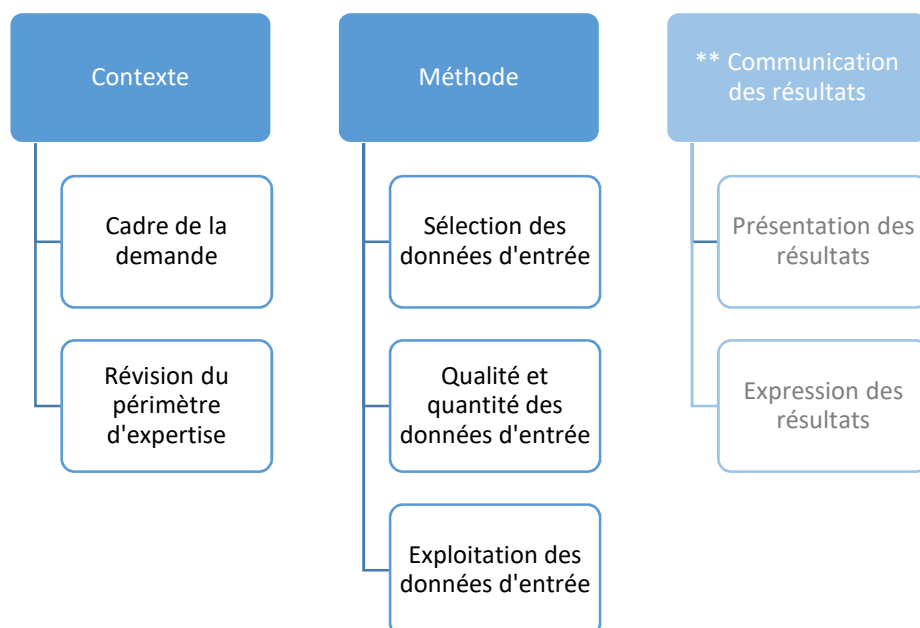 Contexte
Cadre de la
demande
Révision du
périmètre
d'expertise
Méthode
Sélection des
données d'entrée
Qualité et
quantité des
données d'entrée
Exploitation des
données d'entrée
** Communication
des résultats
Présentation des
résultats
Expression des
résultats